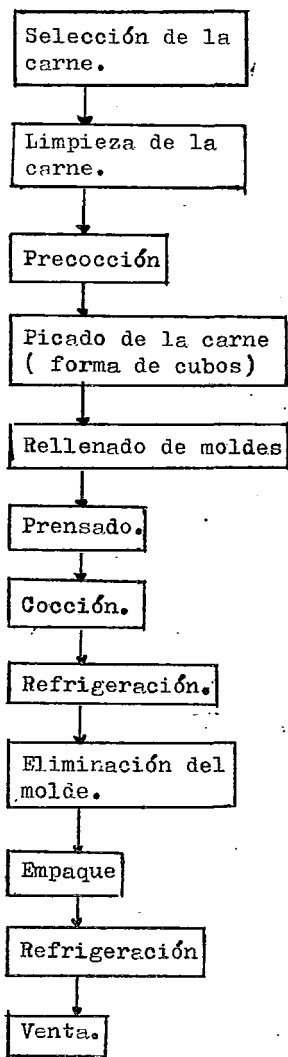 Selección de la
carne.
Limpieza de la
carne.
Precocción
Picado de la carne
( forma de cubos)
Rellenado de moldes
Prensado.
Cocción.
Refrigeración.
Eliminación del
molde.
Empaque
Refrigeración
Venta.